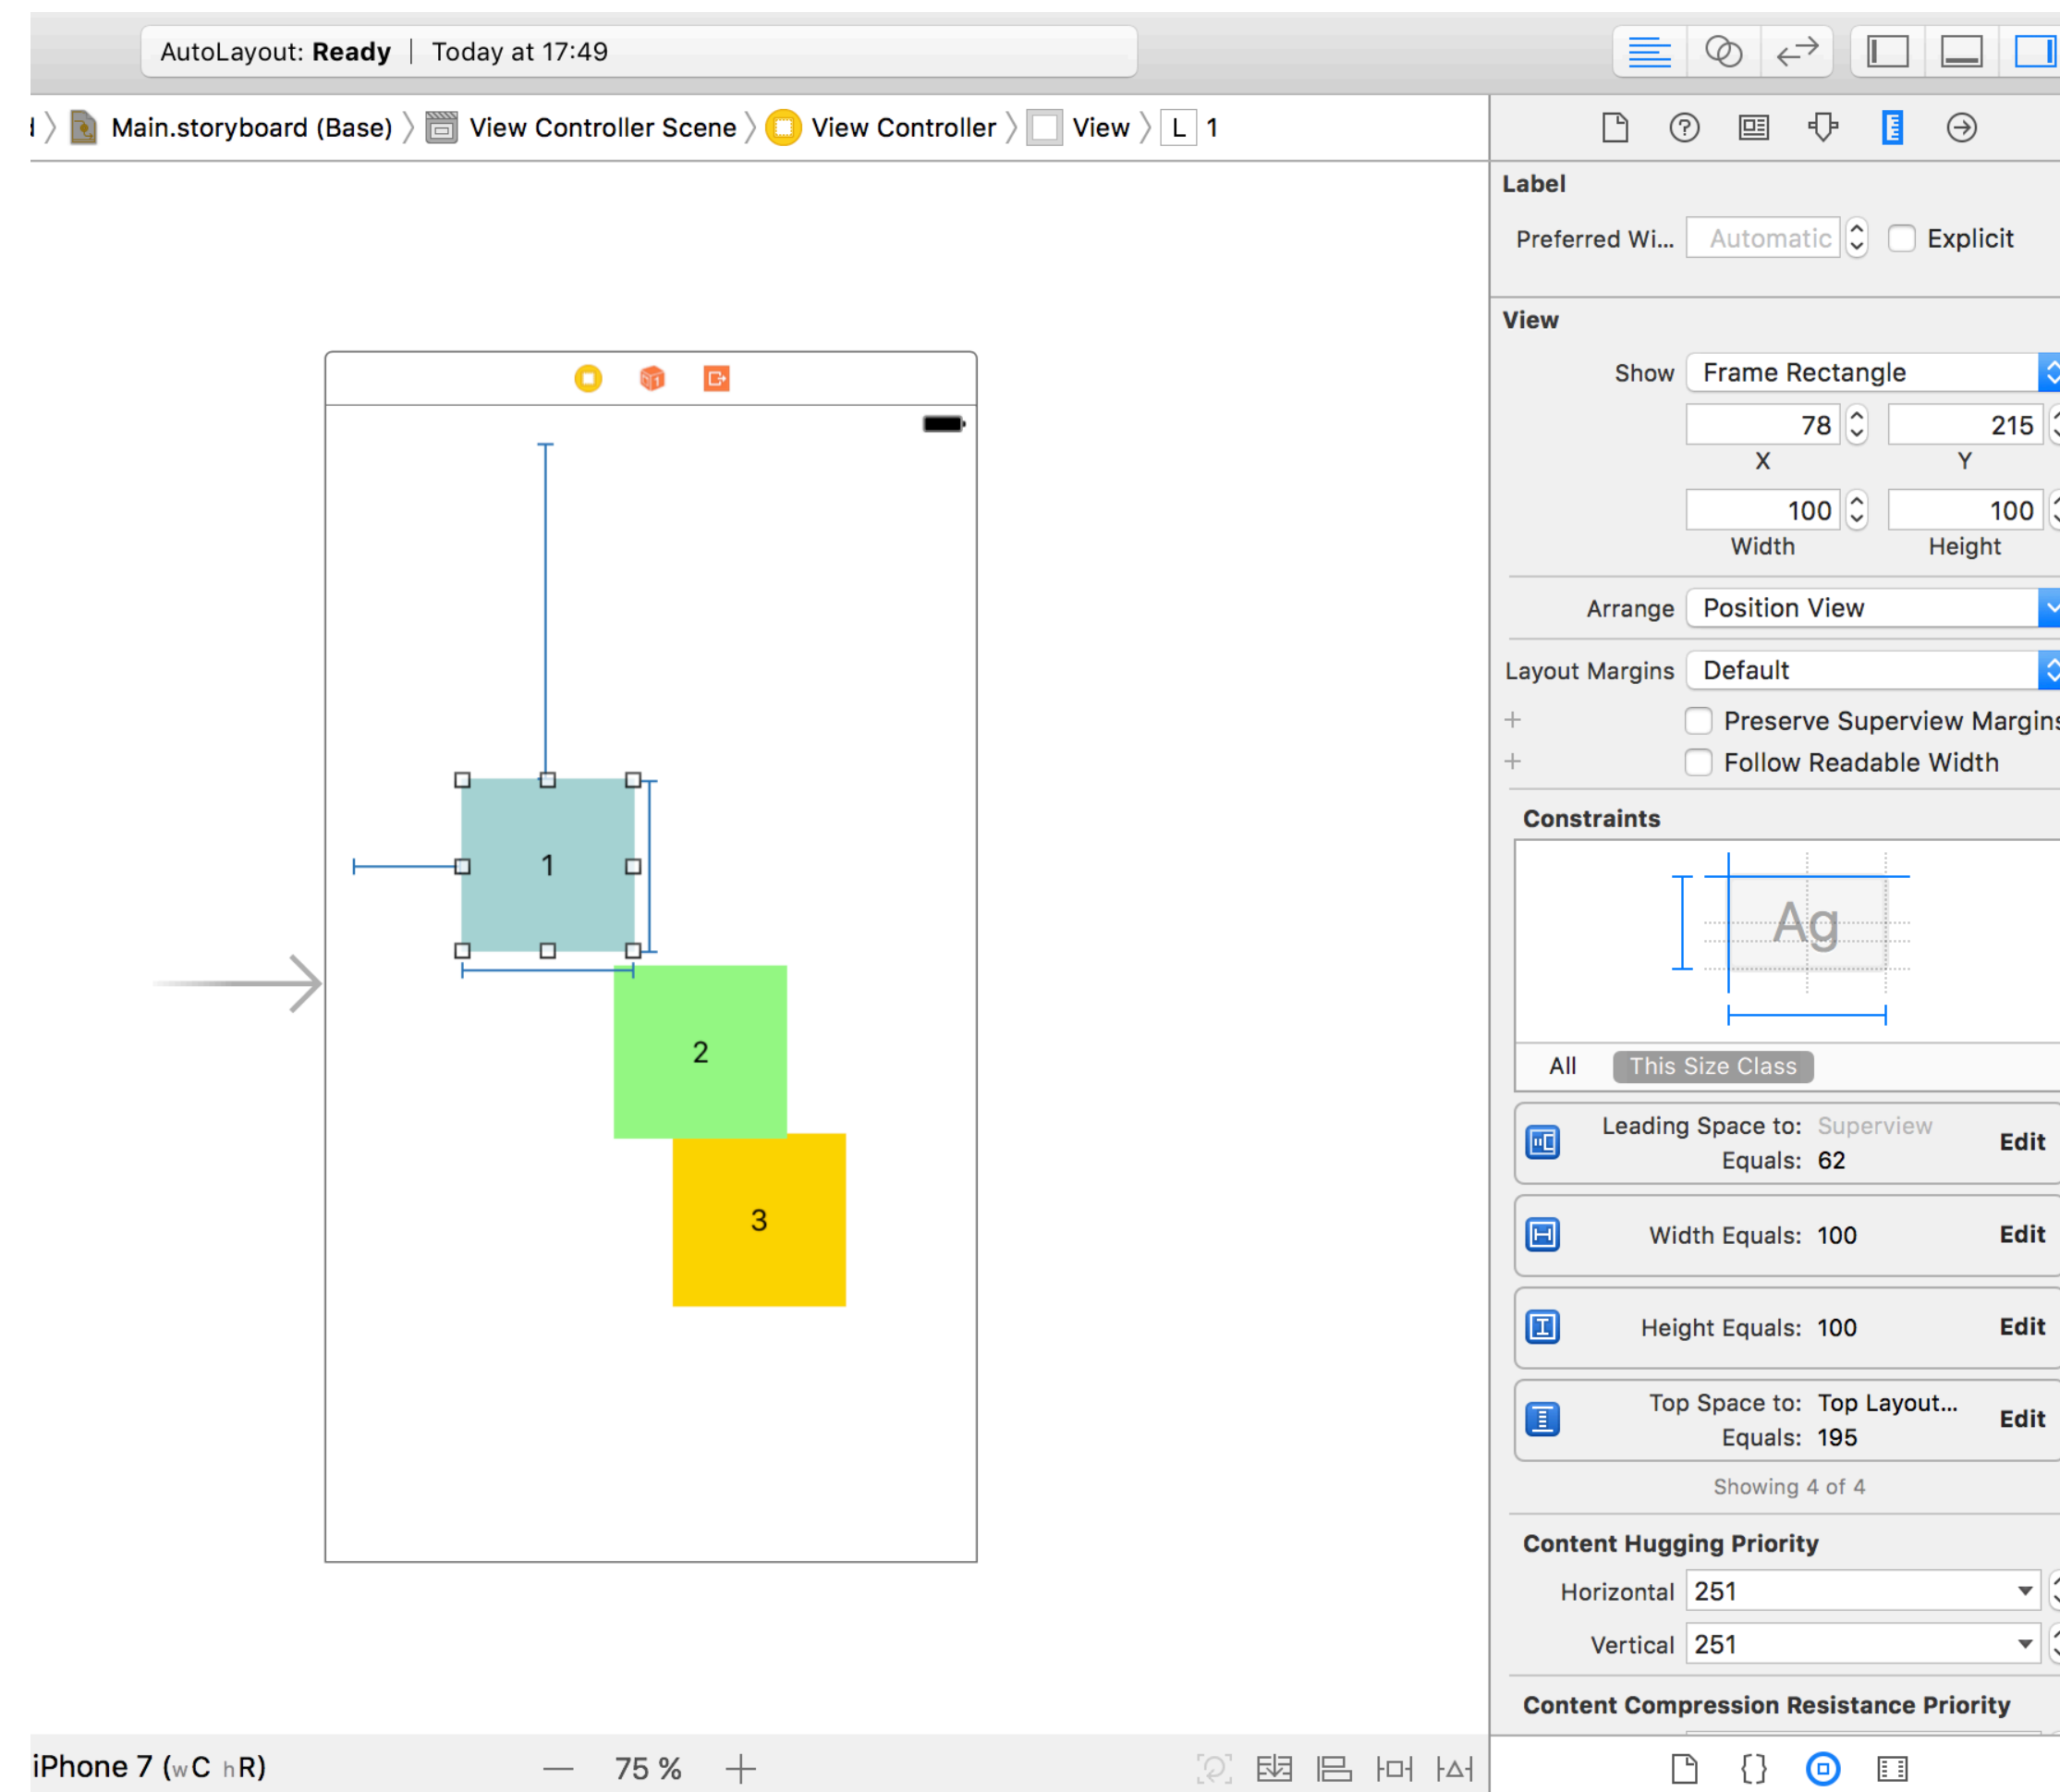 AutoLayout: Ready | Today at 17:49
Main.storyboard (Base) 〉 View Controller Scene 〉 View Controller 〉 View 〉 L 1
Label
Preferred Wi... Automatic Explicit
View
Show Frame Rectangle
78 215
X Y
100 100
Width Height
Arrange Position View
Layout Margins Default
+ Preserve Superview Margins
+ Follow Readable Width
Constraints
Ag
All This Size Class
Leading Space to: Superview
Equals: 62
Edit
Width Equals: 100 Edit
Height Equals: 100 Edit
Top Space to: Top Layout...
Equals: 195
Edit
Showing 4 of 4
Content Hugging Priority
Horizontal 251
Vertical 251
Content Compression Resistance Priority
1
2
3
iPhone 7 (wC hR) — 75 % +
{}